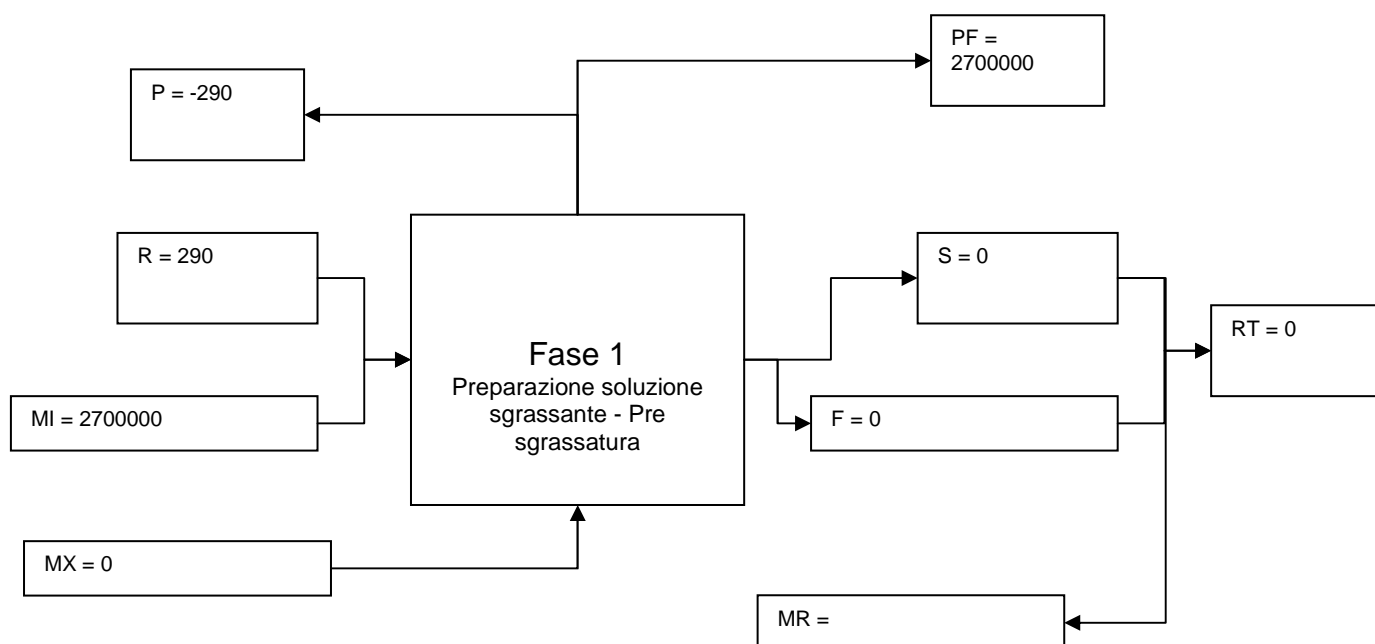 PF =
2700000
P = -290
R = 290
S = 0
RT = 0
Fase 1
Preparazione soluzione
sgrassante - Pre
sgrassatura
MI = 2700000
F = 0
MX = 0
MR =